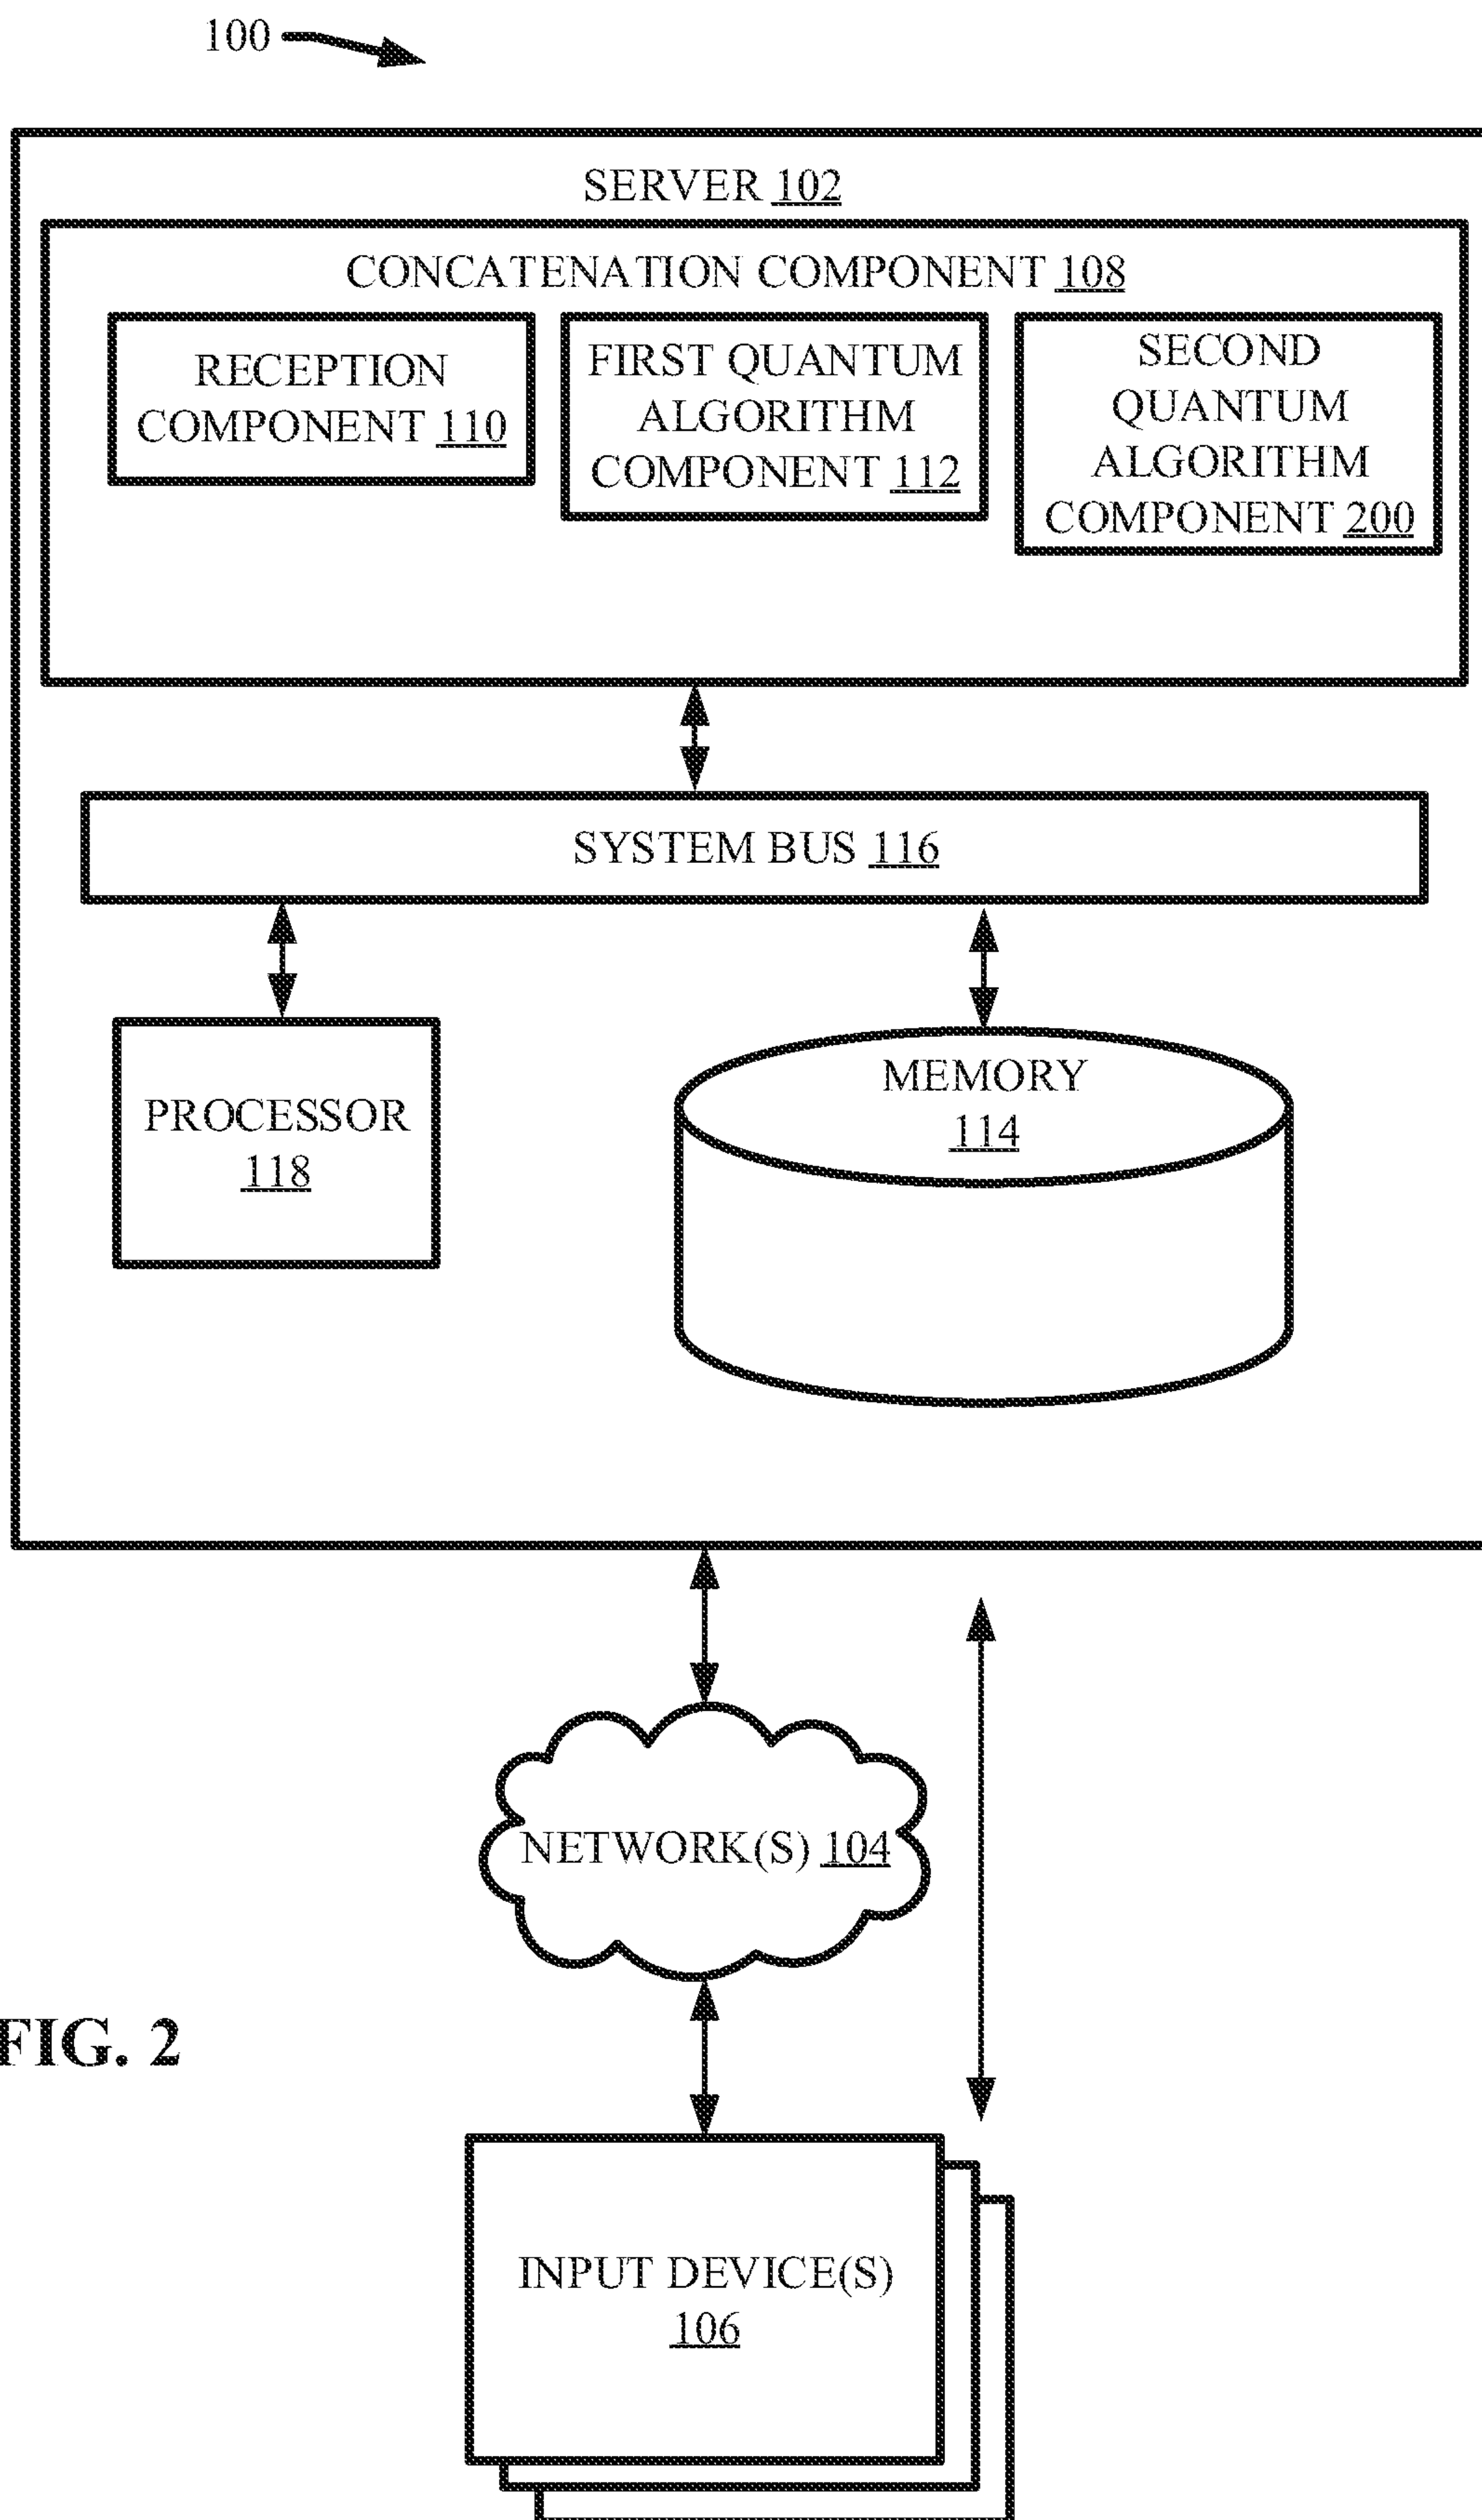 100
SERVER 102
CONCATENATION COMPONENT 108
RECEPTION
COMPONENT 110
FIRST QUANTUM
ALGORITHM
COMPONENT 112
SECOND
QUANTUM
ALGORITHM
COMPONENT 200
SYSTEM BUS 116
PROCESSOR
118
MEMORY
114
NETWORK(S) 104
FIG. 2
INPUT DEVICE(S)
106